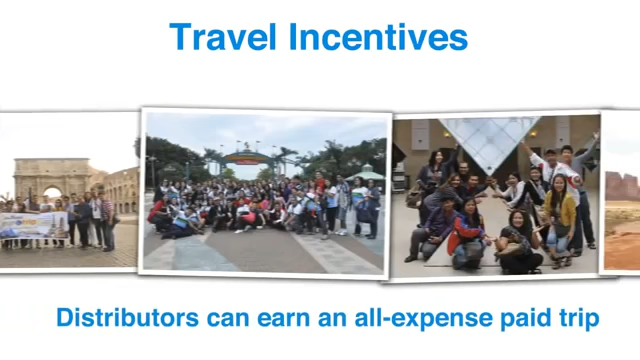 Travel Incentives
Distributors can earn an all-expense paid trip